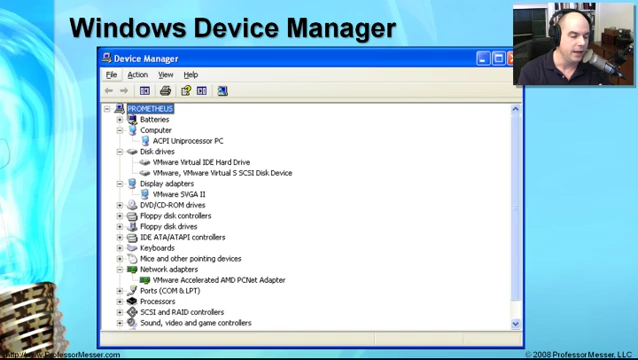 Windows Device Manager
Device Manager
File Action View Help
PROMETHEUS
Batteries
Computer
ACPI Uniprocessor PC
Disk drives
VMware Virtual IDE Hard Drive
VMware, VMware Virtual S SCSI Disk Device
Display adapters
VMware SVGA II
DVD/CD-ROM drives
Floppy disk controllers
Floppy disk drives
IDE ATA/ATAPI controllers
Keyboards
Mice and other pointing devices
Network adapters
VMware Accelerated AMD PCNet Adapter
Ports (COM & LPT)
Processors
SCSI and RAID controllers
Sound, video and game controllers
http://www.ProfessorMesser.com
© 2008 Professor Messer, LLC